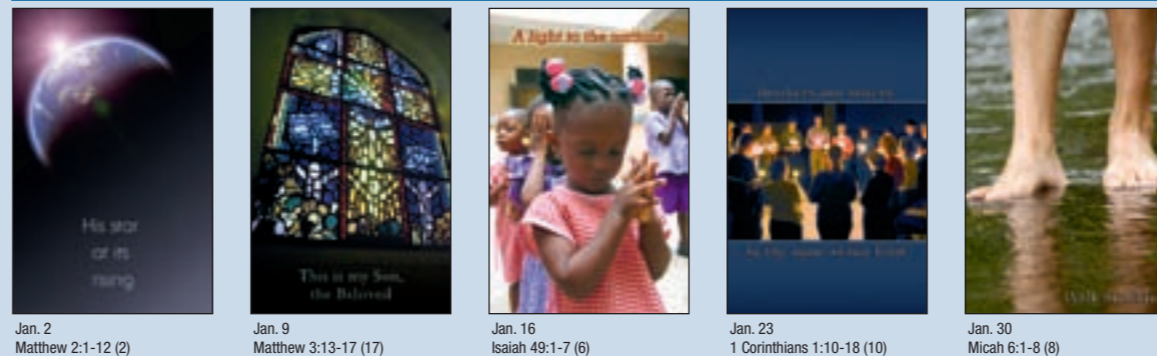 His star
at its
rising
This is my Son,
the Beloved
A light to the nations
Jan. 2
Matthew 2:1-12 (2)
Jan. 9
Matthew 3:13-17 (17)
Jan. 16
Isaiah 49:1-7 (6)
Jan. 23
1 Corinthians 1:10-18 (10)
Jan. 30
Micah 6:1-8 (8)